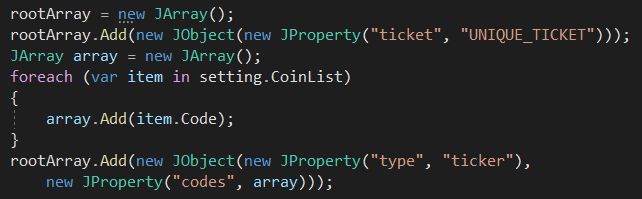 rootArray = new JArray();
rootArray.Add(new JObject(new JProperty("ticket", "UNIQUE_TICKET")));
JArray array = new JArray();
foreach (var item in setting.CoinList)
{
    array.Add(item.Code);
}
rootArray.Add(new JObject(new JProperty("type", "ticker"),
    new JProperty("codes", array)));